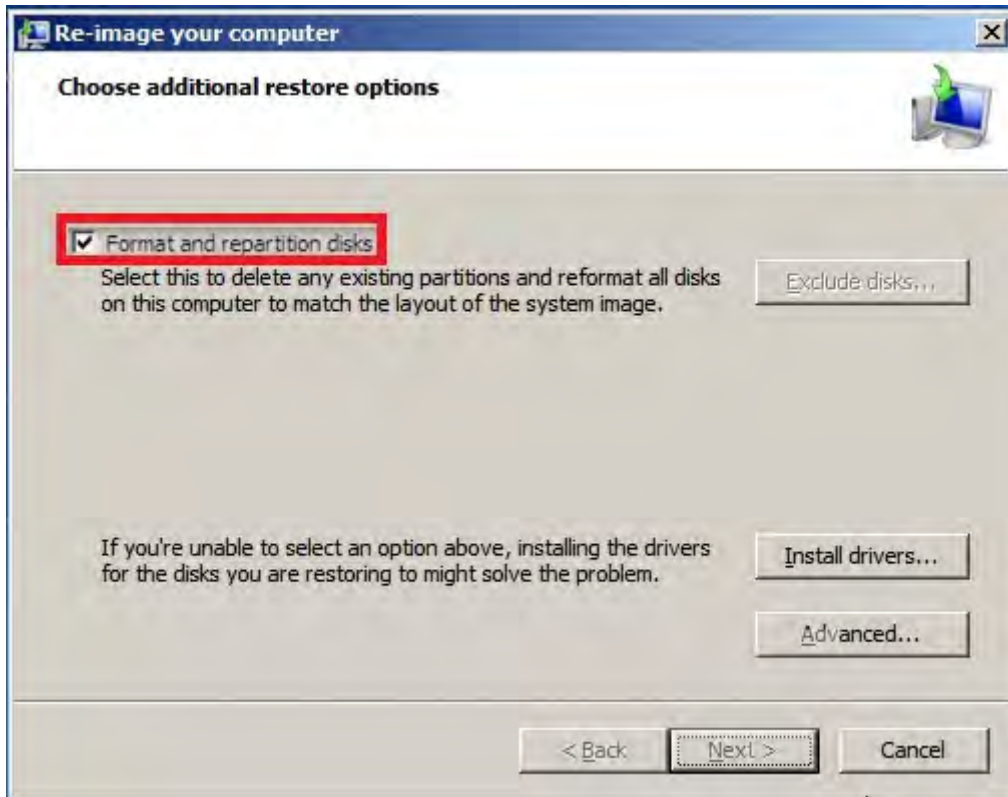 Re-image your computer
Choose additional restore options
Format and repartition disks
Select this to delete any existing partitions and reformat all disks
on this computer to match the layout of the system image.
Exclude disks...
If you're unable to select an option above, installing the drivers
for the disks you are restoring to might solve the problem.
Install drivers...
Advanced...
< Back
Next >
Cancel